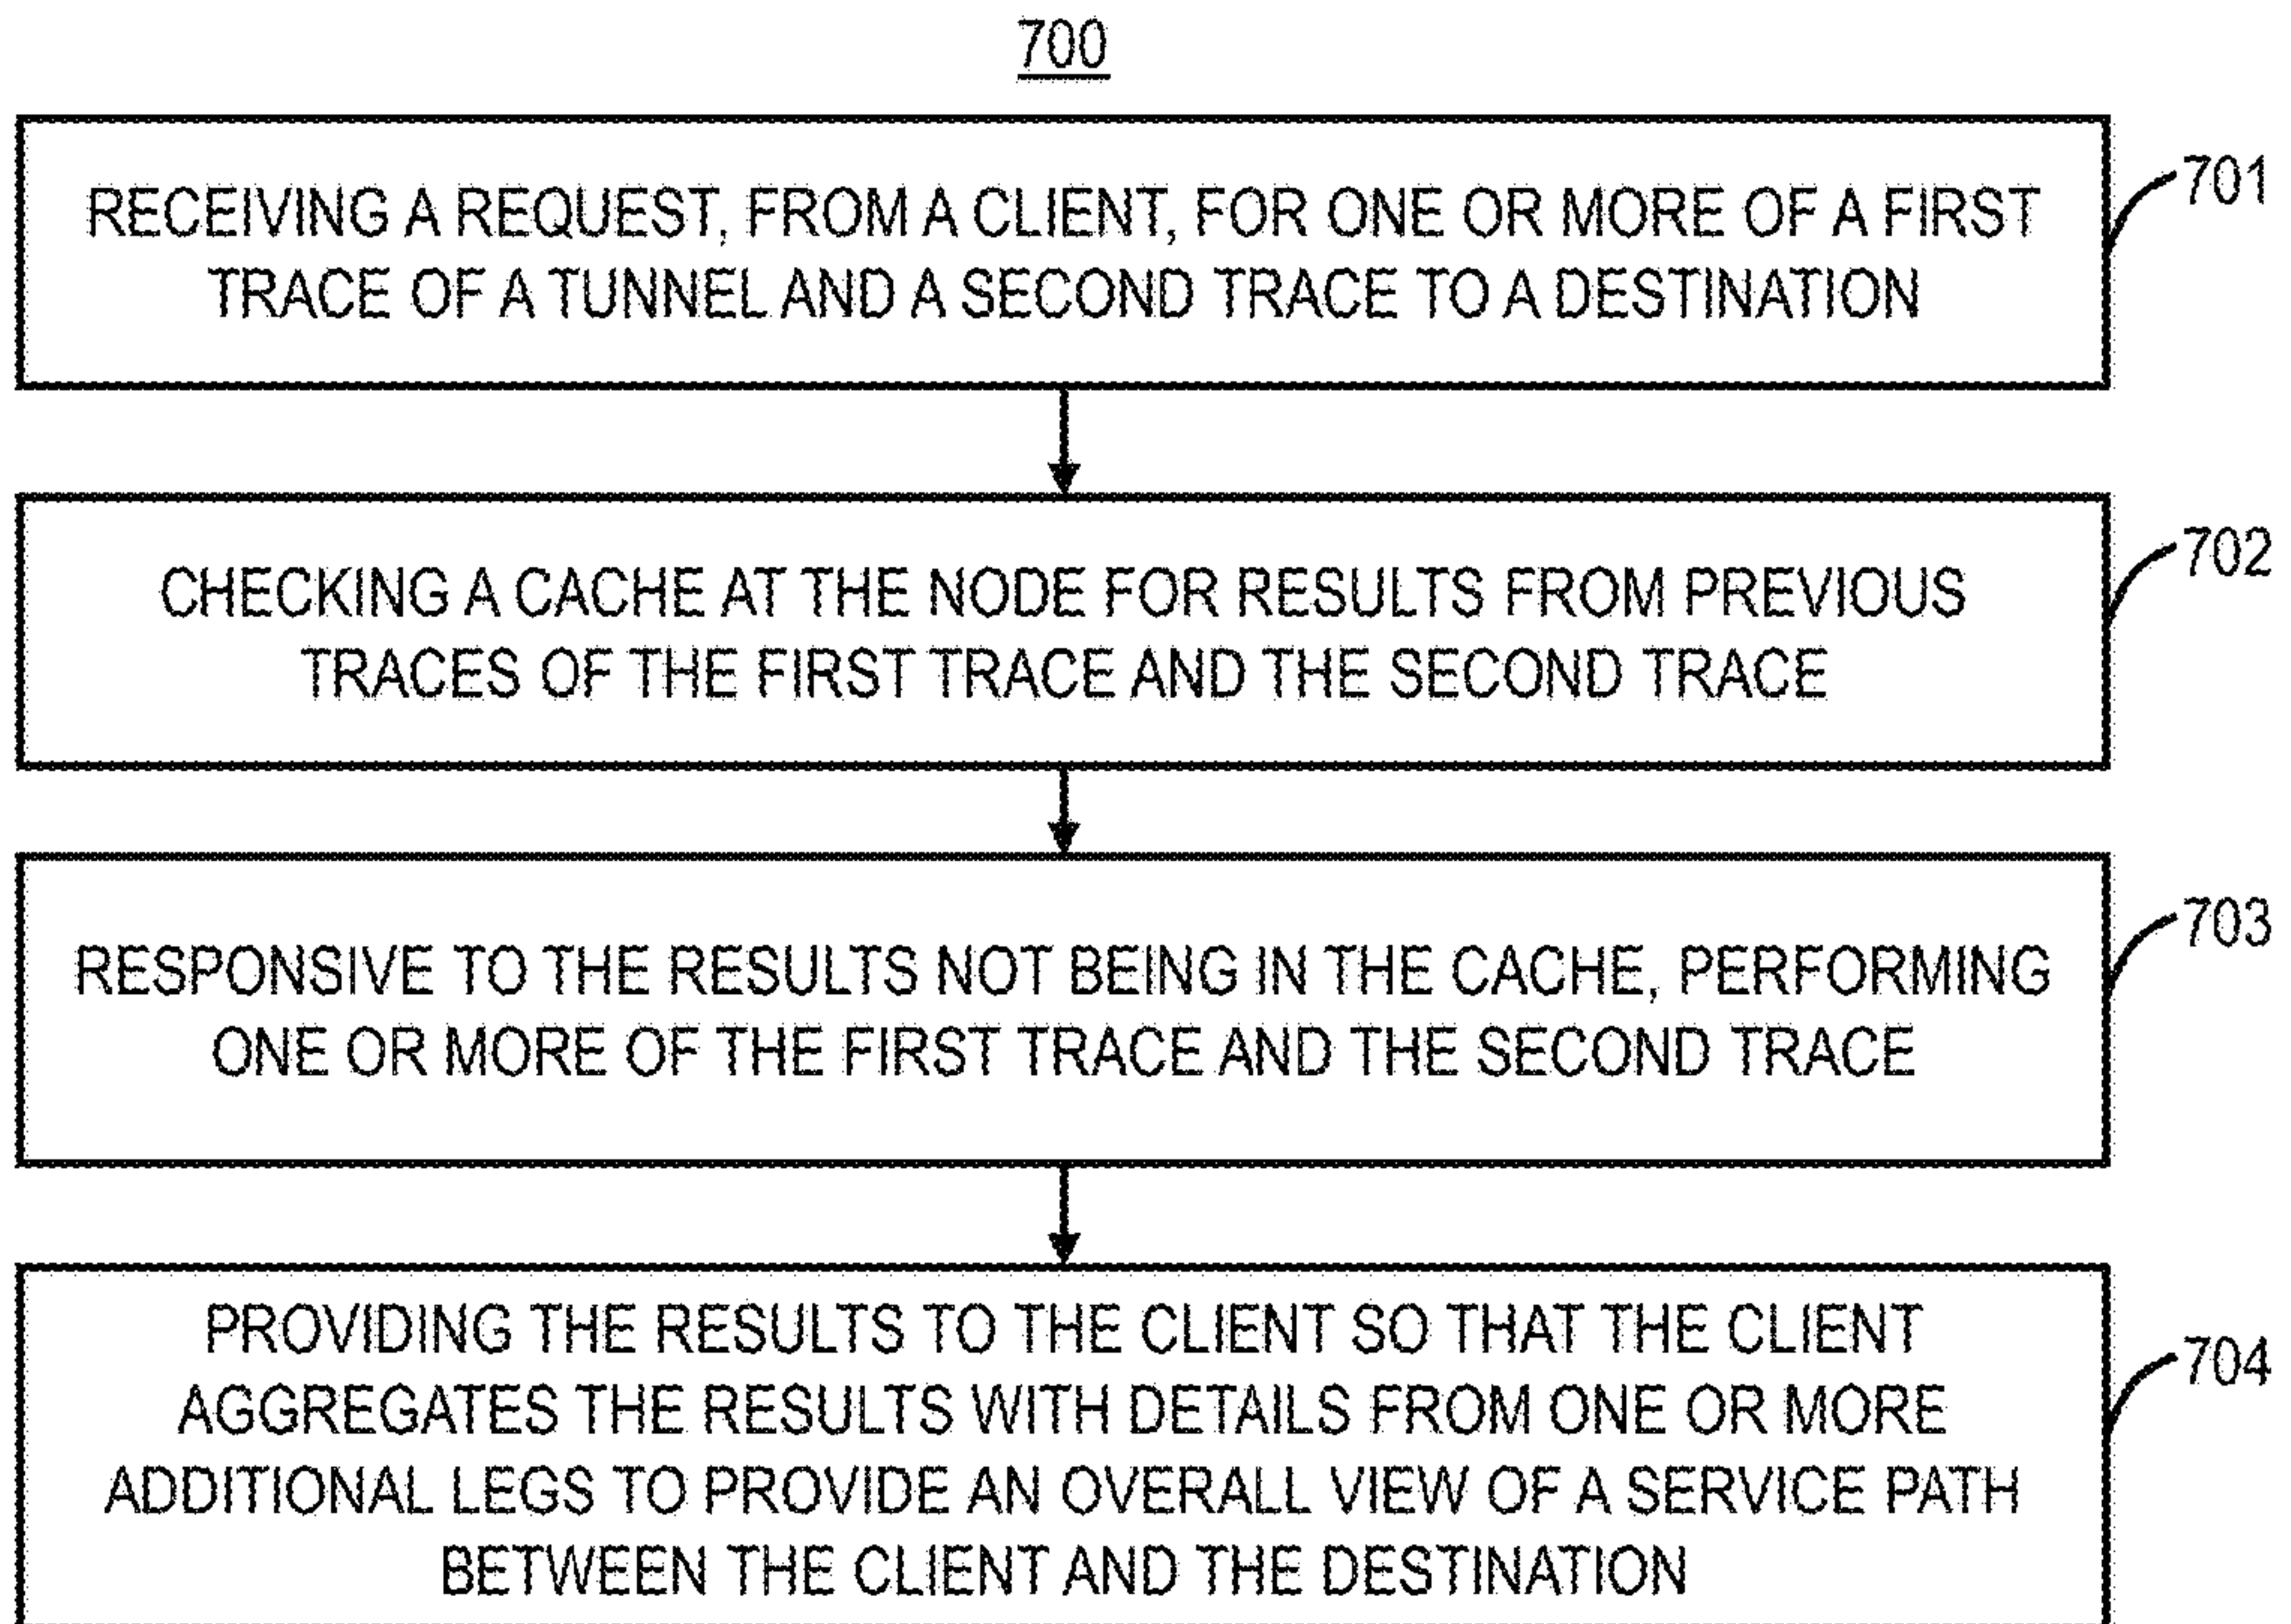 700
RECEIVING A REQUEST, FROM A CLIENT, FOR ONE OR MORE OF A FIRST
TRACE OF A TUNNEL AND A SECOND TRACE TO A DESTINATION
701
CHECKING A CACHE AT THE NODE FOR RESULTS FROM PREVIOUS
TRACES OF THE FIRST TRACE AND THE SECOND TRACE
702
RESPONSIVE TO THE RESULTS NOT BEING IN THE CACHE, PERFORMING
ONE OR MORE OF THE FIRST TRACE AND THE SECOND TRACE
703
PROVIDING THE RESULTS TO THE CLIENT SO THAT THE CLIENT
AGGREGATES THE RESULTS WITH DETAILS FROM ONE OR MORE
ADDITIONAL LEGS TO PROVIDE AN OVERALL VIEW OF A SERVICE PATH
BETWEEN THE CLIENT AND THE DESTINATION
704